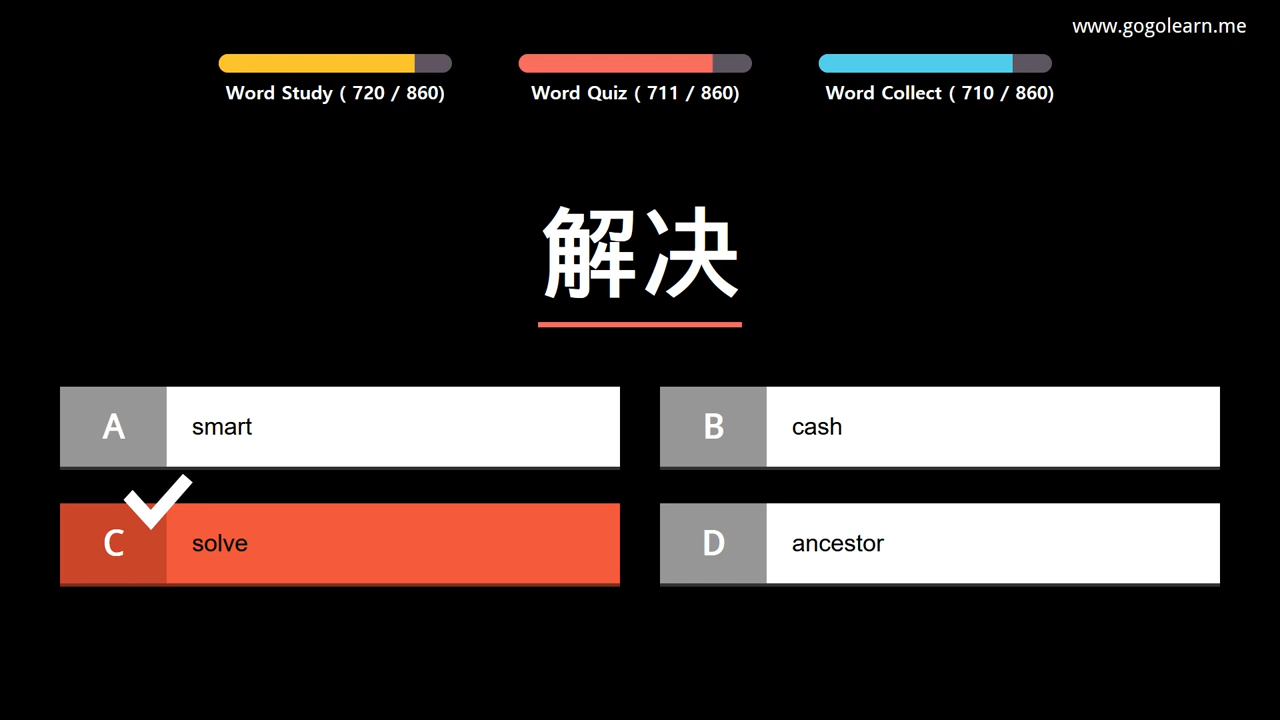 www.gogolearn.me
Word Study ( 720 / 860)
Word Quiz ( 711 / 860)
Word Collect ( 710 / 860)
解决
A smart
B cash
C solve
D ancestor